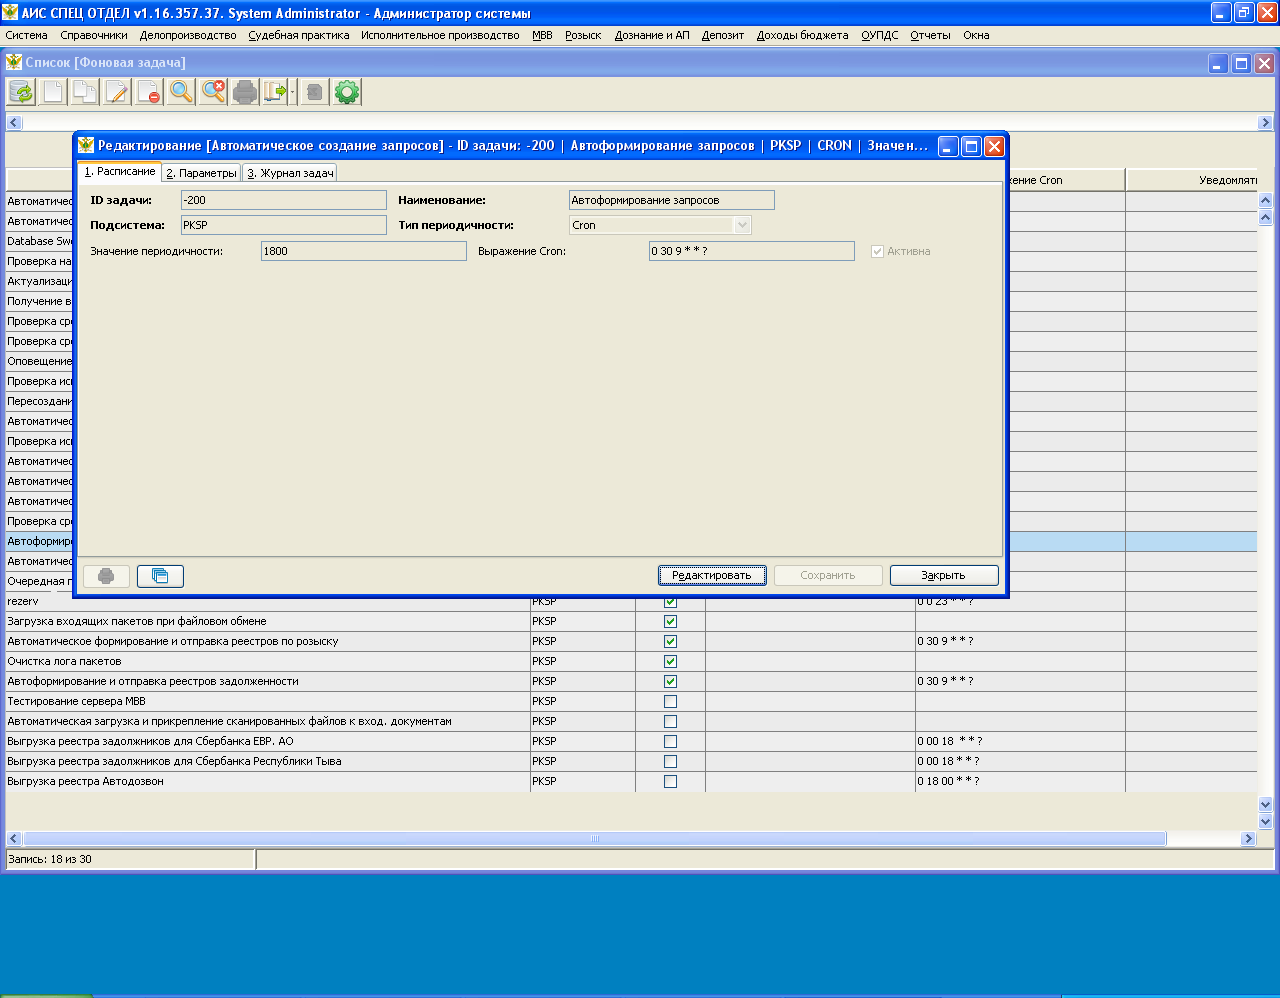 АИС СПЕЦ ОТДЕЛ v1.16.357.37. System Administrator - Администратор системы
Система Справочники Делопроизводство Судебная практика Исполнительное производство МВВ Розыск Дознание и АП Депозит Доходы бюджета ОУПДС Отчеты Окна
Список [Фоновая задача]
Редактирование [Автоматическое создание запросов] - ID задачи: -200 | Автоформирование запросов | PKSP | CRON | Значен...
1. Расписание 2. Параметры 3. Журнал задач
ID задачи: -200 Наименование: Автоформирование запросов
Подсистема: PKSP Тип периодичности: Cron
Значение периодичности: 1800 Выражение Cron: 0 30 9 * * ? Активна
Редактировать Сохранить Закрыть
жение Cron Уведомлять
Автоматичес
Автоматичес
Database Swe
Проверка на
Актуализаци
Получение в
Проверка сро
Проверка сро
Оповещение
Проверка исп
Пересоздани
Автоматичес
Проверка исп
Автоматичес
Автоматичес
Автоматичес
Проверка сро
Автоформиро
Автоматичес
Очередная п
rezerv PKSP 0 0 23 * * ?
Загрузка входящих пакетов при файловом обмене PKSP
Автоматическое формирование и отправка реестров по розыску PKSP 0 30 9 * * ?
Очистка лога пакетов PKSP
Автоформирование и отправка реестров задолженности PKSP 0 30 9 * * ?
Тестирование сервера МВВ PKSP
Автоматическая загрузка и прикрепление сканированных файлов к вход. документам PKSP
Выгрузка реестра задолжников для Сбербанка ЕВР. АО PKSP 0 00 18 * * ?
Выгрузка реестра задолжников для Сбербанка Республики Тыва PKSP 0 00 18 * * ?
Выгрузка реестра Автодозвон PKSP 0 18 00 * * ?
Запись: 18 из 30